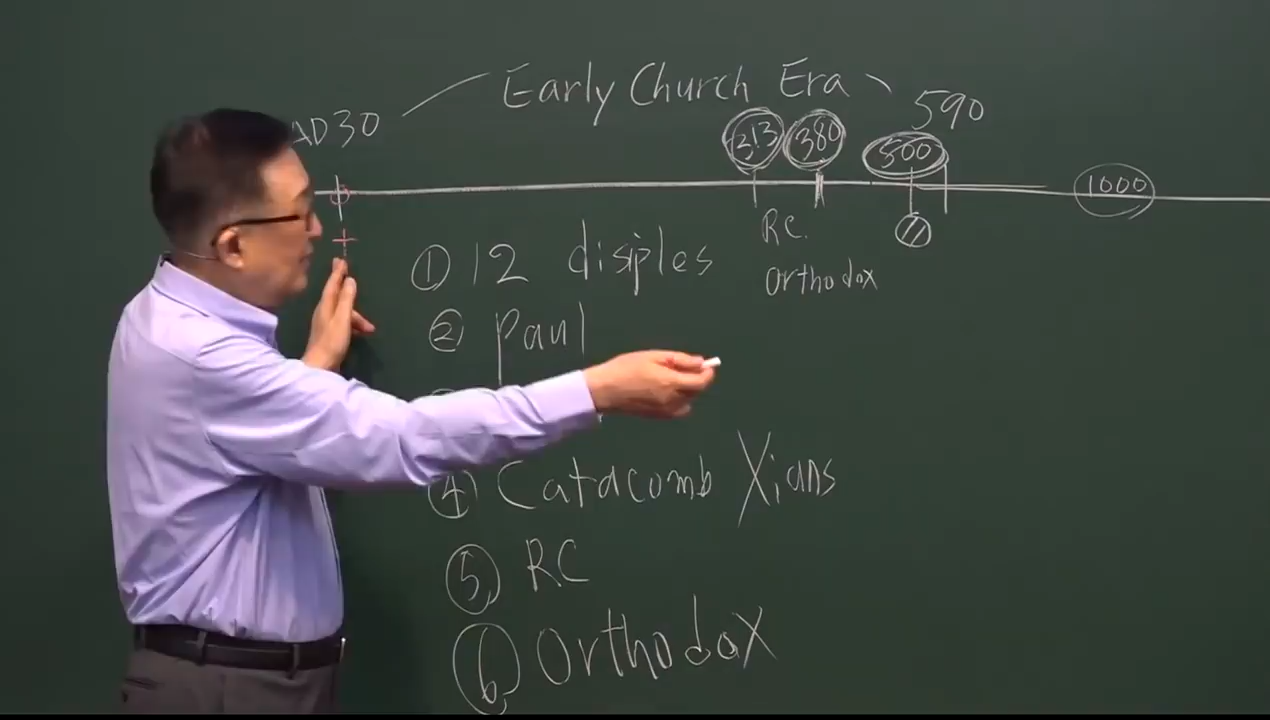 Early Church Era
AD30
313
380
500
590
1000
RC.
Orthodox
① 12 disiples
② Paul
④ Catacomb Xians
⑤ RC
⑥ Orthodox